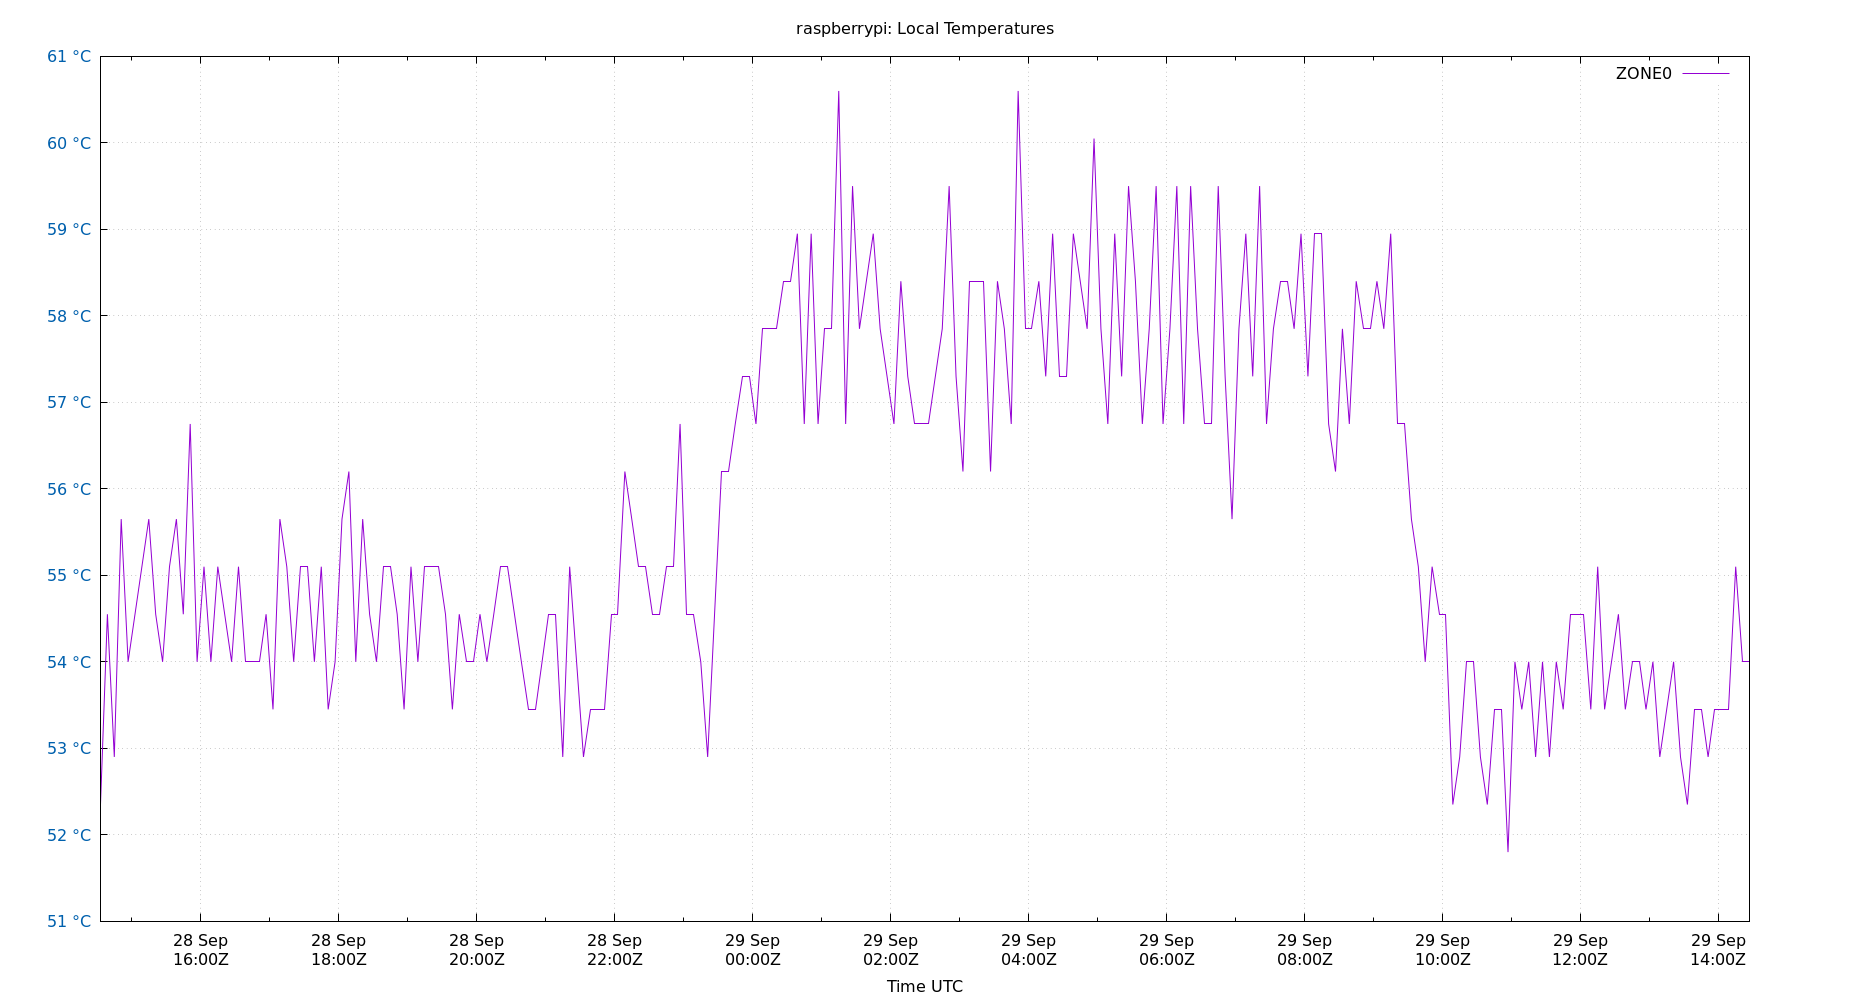 raspberrypi: Local Temperatures
61 °C
ZONE0
60 °C
59 °C
58 °C
57 °C
56 °C
55 °C
54 °C
53 °C
52 °C
51 °C
28 Sep 28 Sep 28 Sep 28 Sep 29 Sep 29 Sep 29 Sep 29 Sep 29 Sep 29 Sep 29 Sep 29 Sep
16:00Z 18:00Z 20:00Z 22:00Z 00:00Z 02:00Z 04:00Z 06:00Z 08:00Z 10:00Z 12:00Z 14:00Z
Time UTC